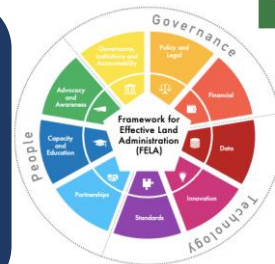 Governance
Governance,
Institutions and
Accountability
Policy and
Legal
Advocacy
and
Awareness
Financial
Framework for
Effective Land
Administration
(FELA)
People
Capacity
and
Education
Data
Partnerships
Innovation
Standards
Technology